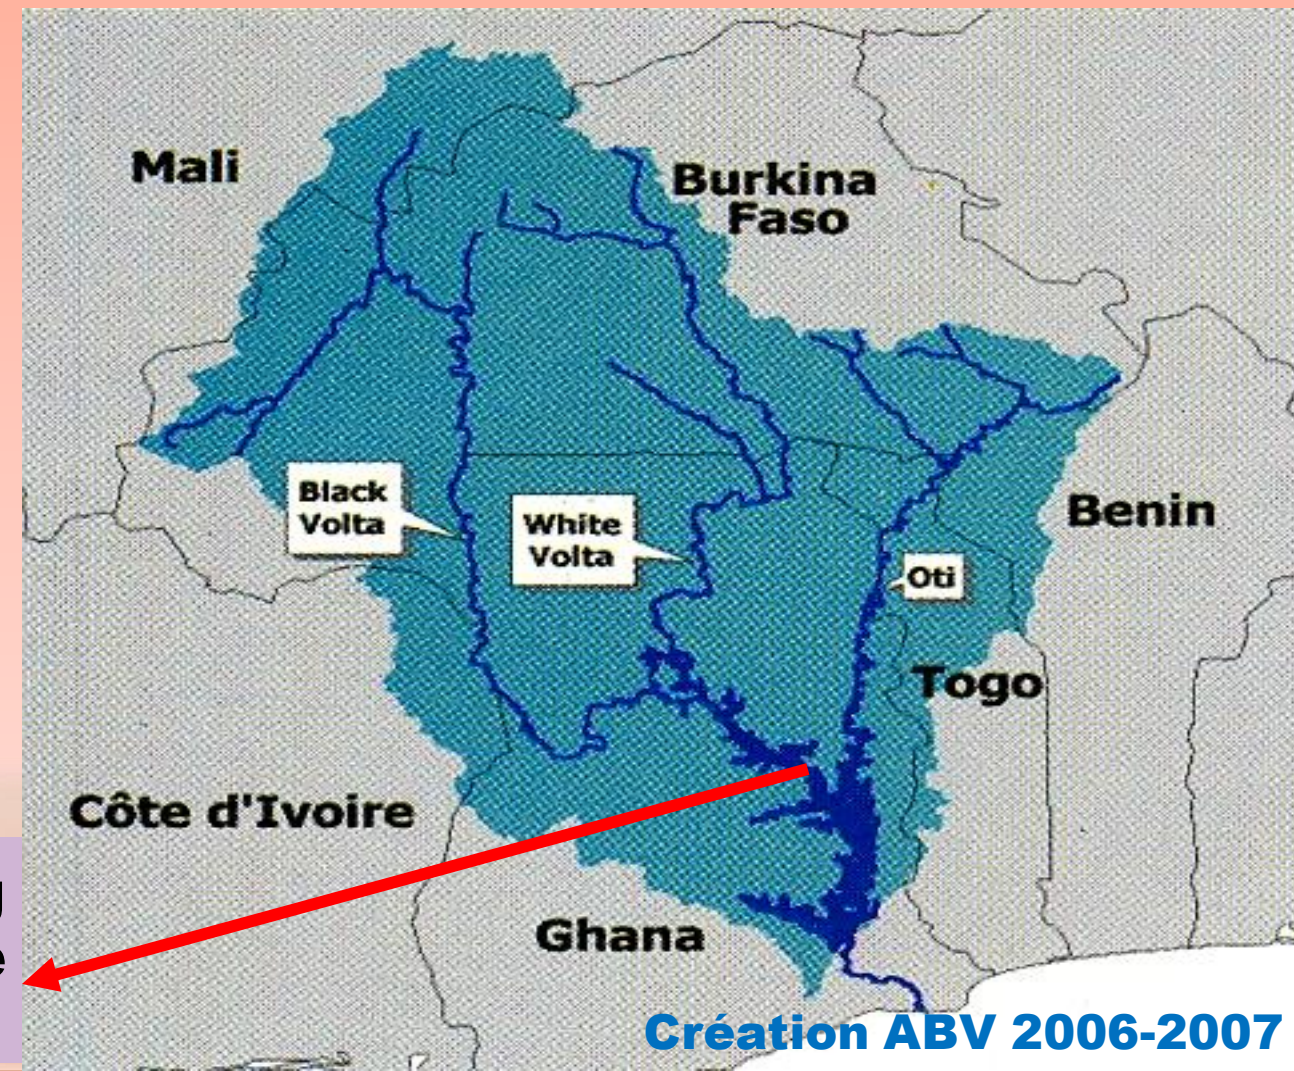 Mali
Burkina
Faso
Black
Volta
White
Volta
Benin
Oti
Togo
Côte d'Ivoire
Ghana
Création ABV 2006-2007